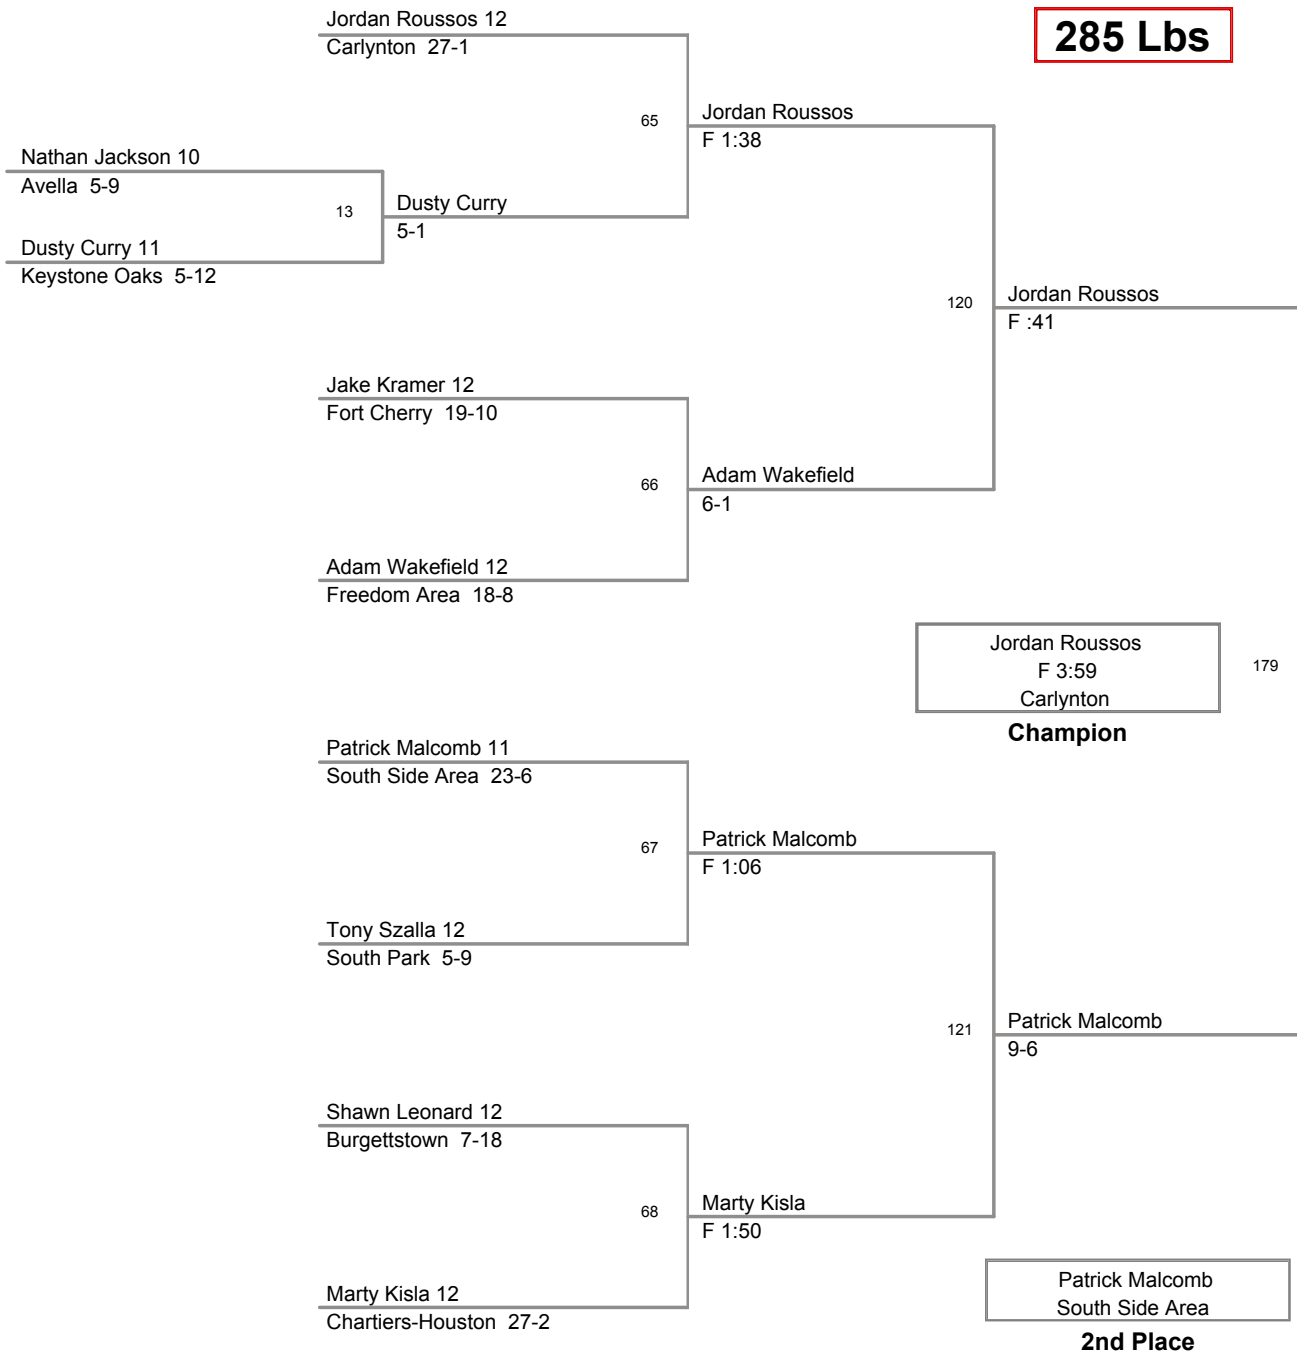 Jordan Roussos 12
Carlynton  27-1
285 Lbs
65
Jordan Roussos
F 1:38
Nathan Jackson 10
Avella  5-9
13
Dusty Curry
5-1
Dusty Curry 11
Keystone Oaks  5-12
120
Jordan Roussos
F :41
Jake Kramer 12
Fort Cherry  19-10
66
Adam Wakefield
6-1
Adam Wakefield 12
Freedom Area  18-8
Jordan Roussos
F 3:59
Carlynton
179
Champion
Patrick Malcomb 11
South Side Area  23-6
67
Patrick Malcomb
F 1:06
Tony Szalla 12
South Park  5-9
121
Patrick Malcomb
9-6
Shawn Leonard 12
Burgettstown  7-18
68
Marty Kisla
F 1:50
Marty Kisla 12
Chartiers-Houston  27-2
Patrick Malcomb
South Side Area
2nd Place